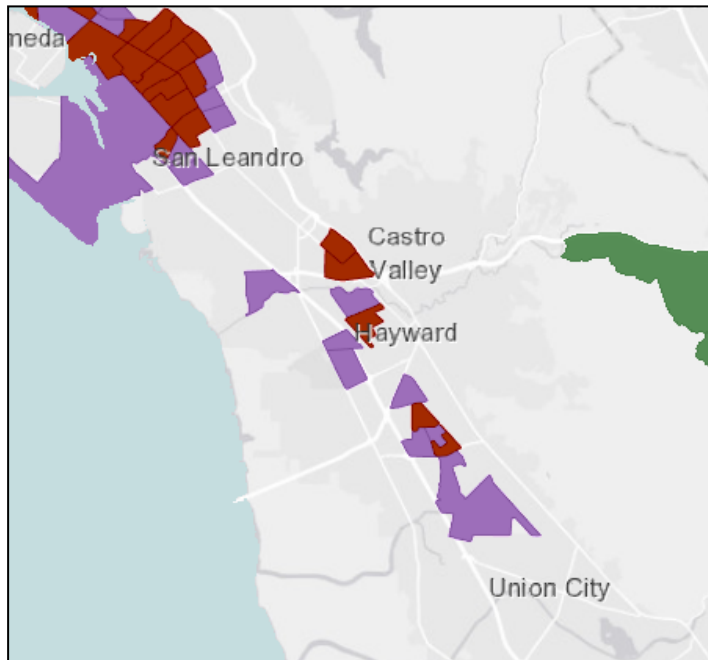 meda
San Leandro
Castro
Valley
Hayward
Union City